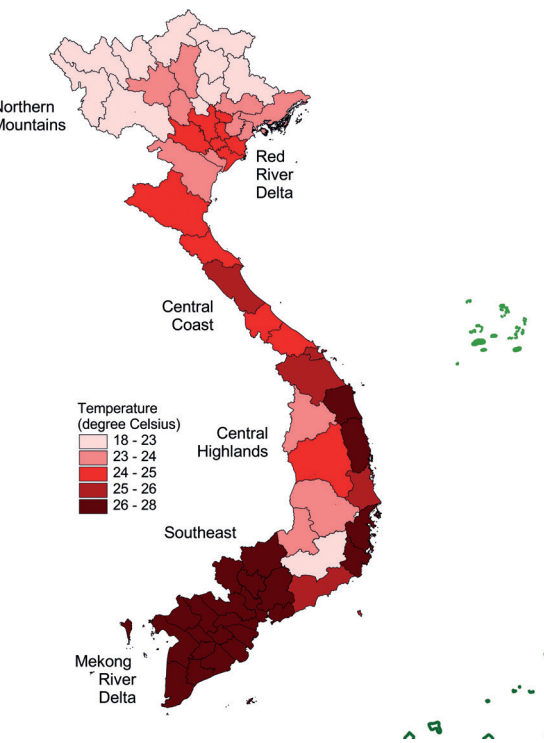 Northern
Mountains
Red
River
Delta
Central
Coast
Temperature
(degree Celsius)
18 - 23
23 - 24
24 - 25
25 - 26
26 - 28
Central
Highlands
Southeast
Mekong
River
Delta